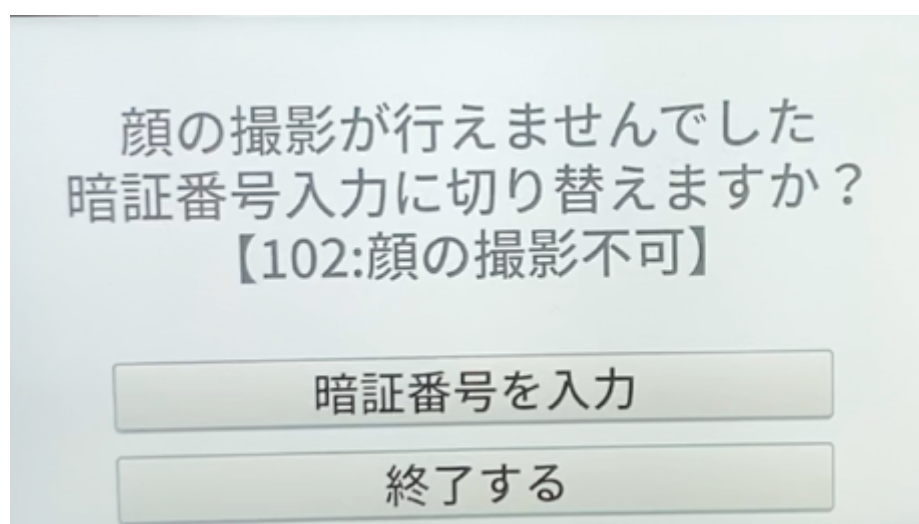 顔の撮影が行えませんでした
暗証番号入力に切り替えますか？
【102:顔の撮影不可】
暗証番号を入力
終了する